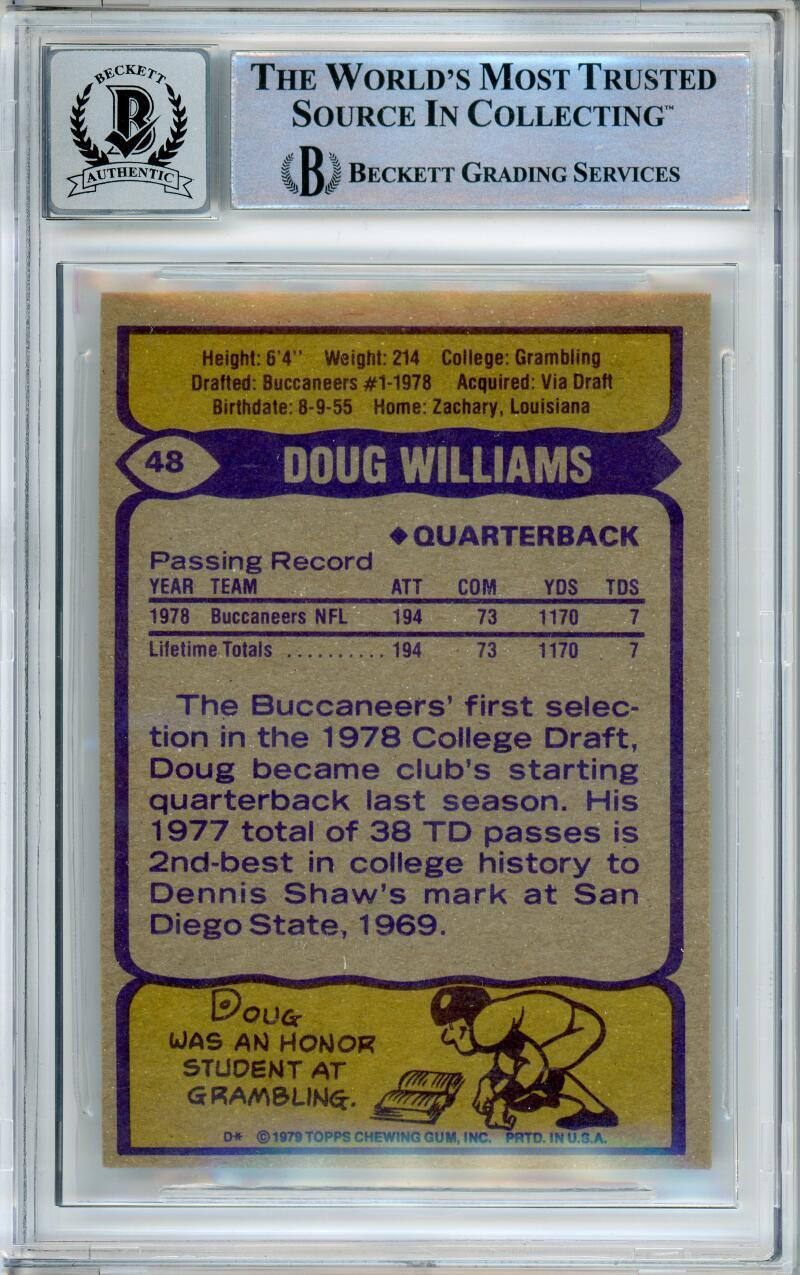 BECKETT
B
AUTHENTIC
THE WORLD'S MOST TRUSTED
SOURCE IN COLLECTING™
B BECKETT GRADING SERVICES
Height: 6'4" Weight: 214 College: Grambling
Drafted: Buccaneers #1-1978 Acquired: Via Draft
Birthdate: 8-9-55 Home: Zachary, Louisiana
48 DOUG WILLIAMS
◆QUARTERBACK
Passing Record
YEAR TEAM ATT COM YDS TDS
1978 Buccaneers NFL 194 73 1170 7
Lifetime Totals .......... 194 73 1170 7
The Buccaneers' first selec-
tion in the 1978 College Draft,
Doug became club's starting
quarterback last season. His
1977 total of 38 TD passes is
2nd-best in college history to
Dennis Shaw's mark at San
Diego State, 1969.
DOUG
WAS AN HONOR
STUDENT AT
GRAMBLING.
D* © 1979 TOPPS CHEWING GUM, INC. PRTD. IN U.S.A.